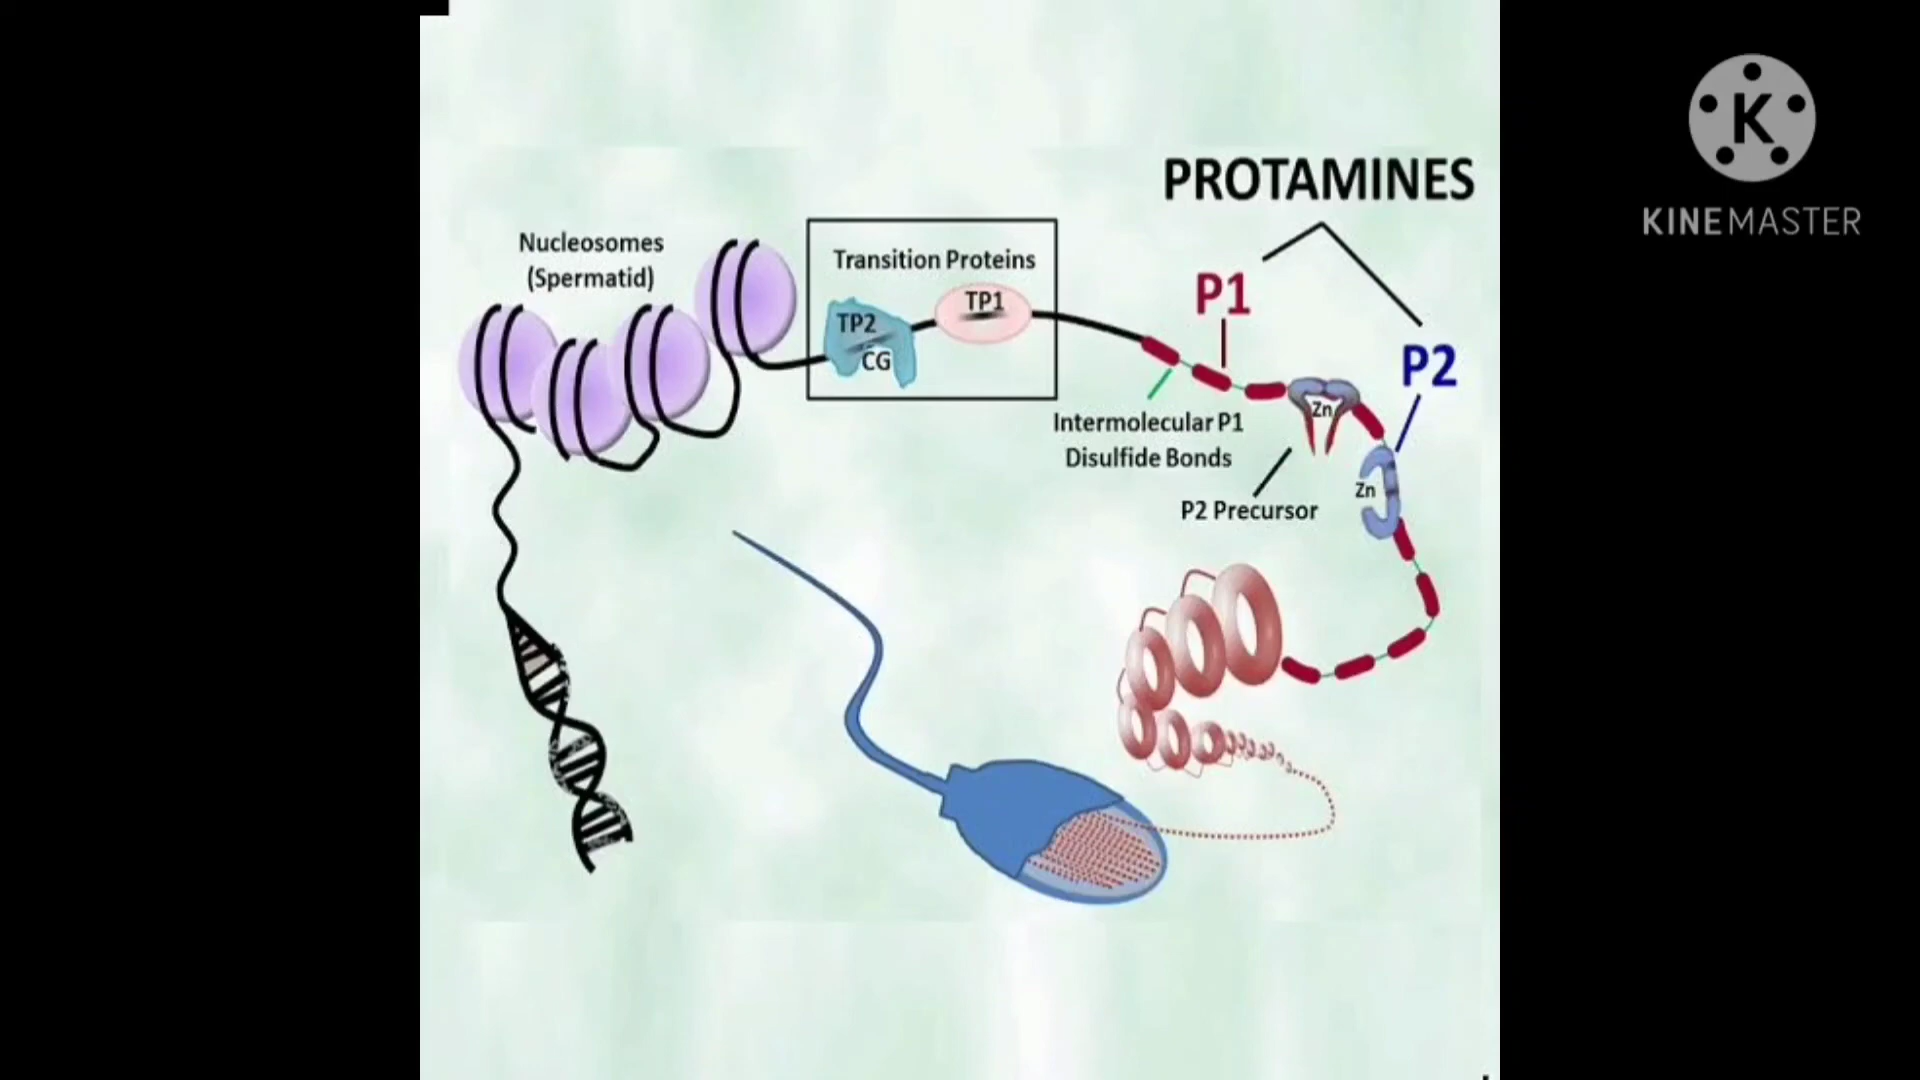 PROTAMINES
Nucleosomes
(Spermatid)
Transition Proteins
TP2
CG
TP1
P1
P2
Intermolecular P1
Disulfide Bonds
Zn
P2 Precursor
Zn
K
KINEMASTER